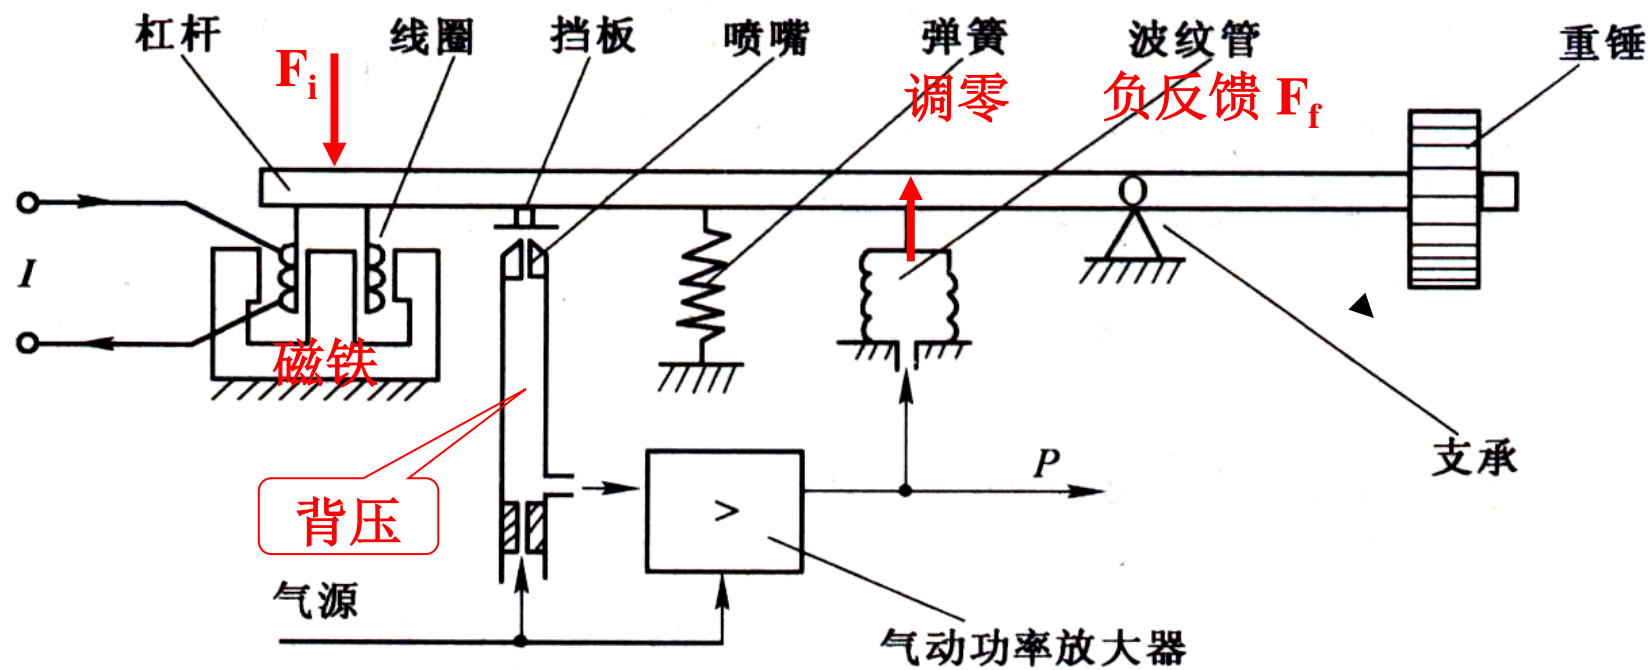 杠杆
线圈
挡板
喷嘴
弹簧
波纹管
重锤
Fi
调零
负反馈 Ff
O
I
磁铁
支承
背压
>
P
气源
气动功率放大器